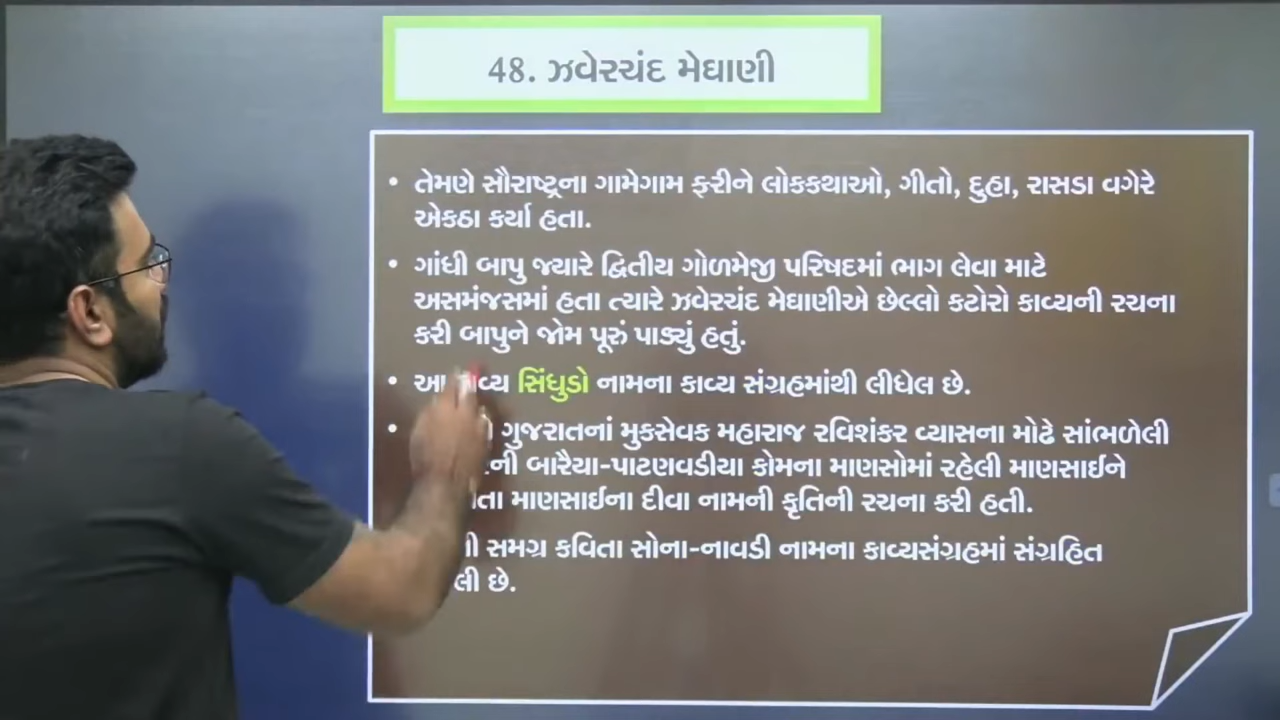 48. ઝવેરચંદ મેઘાણી
• તેમણે સૌરાષ્ટ્રના ગામેગામ ફરીને લોકકથાઓ, ગીતો, દુહા, રાસડા વગેરે
એકઠા કર્યા હતા.
• ગાંધી બાપુ જ્યારે દ્વિતીય ગોળમેજી પરિષદમાં ભાગ લેવા માટે
અસમંજસમાં હતા ત્યારે ઝવેરચંદ મેઘાણીએ છેલ્લો કટોરો કાવ્યની રચના
કરી બાપુને જોમ પૂરું પાડ્યું હતું.
• આ સિંધુડો નામના કાવ્ય સંગ્રહમાંથી લીધેલ છે.
• ગુજરાતનાં મુકસેવક મહારાજ રવિશંકર વ્યાસના મોઢે સાંભળેલી
બારૈયા-પાટણવડીયા કોમના માણસોમાં રહેલી માણસાઈને
માણસાઈના દીવા નામની કૃતિની રચના કરી હતી.
સમગ્ર કવિતા સોના-નાવડી નામના કાવ્યસંગ્રહમાં સંગ્રહિત
છે.